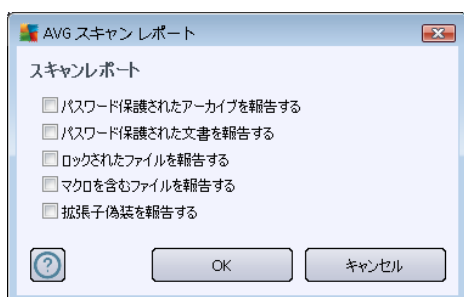 AVG スキャン レポート
スキャンレポート
パスワード保護されたアーカイブを報告する
パスワード保護された文書を報告する
ロックされたファイルを報告する
マクロを含むファイルを報告する
拡張子偽装を報告する
? OK キャンセル